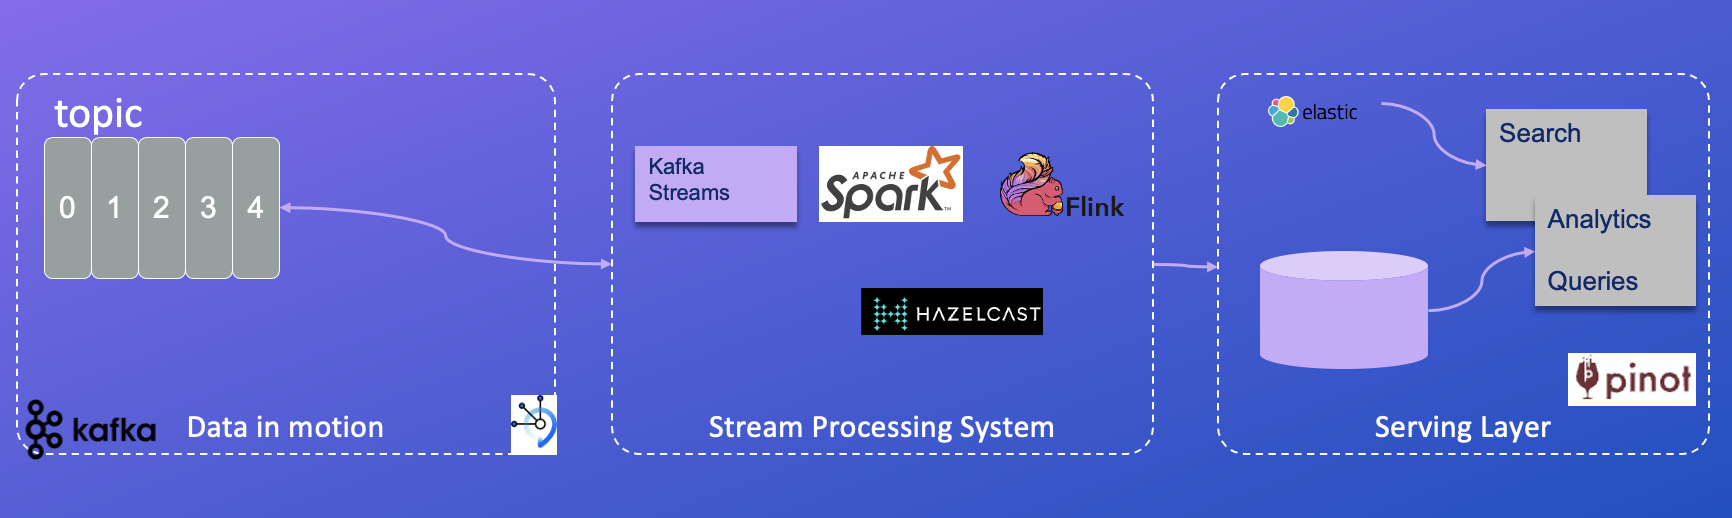 topic
0 1 2 3 4
kafka
Data in motion
Kafka
Streams
APACHE
Spark™
Flink
HAZELCAST
Stream Processing System
elastic
Search
Analytics
Queries
pinot
Serving Layer